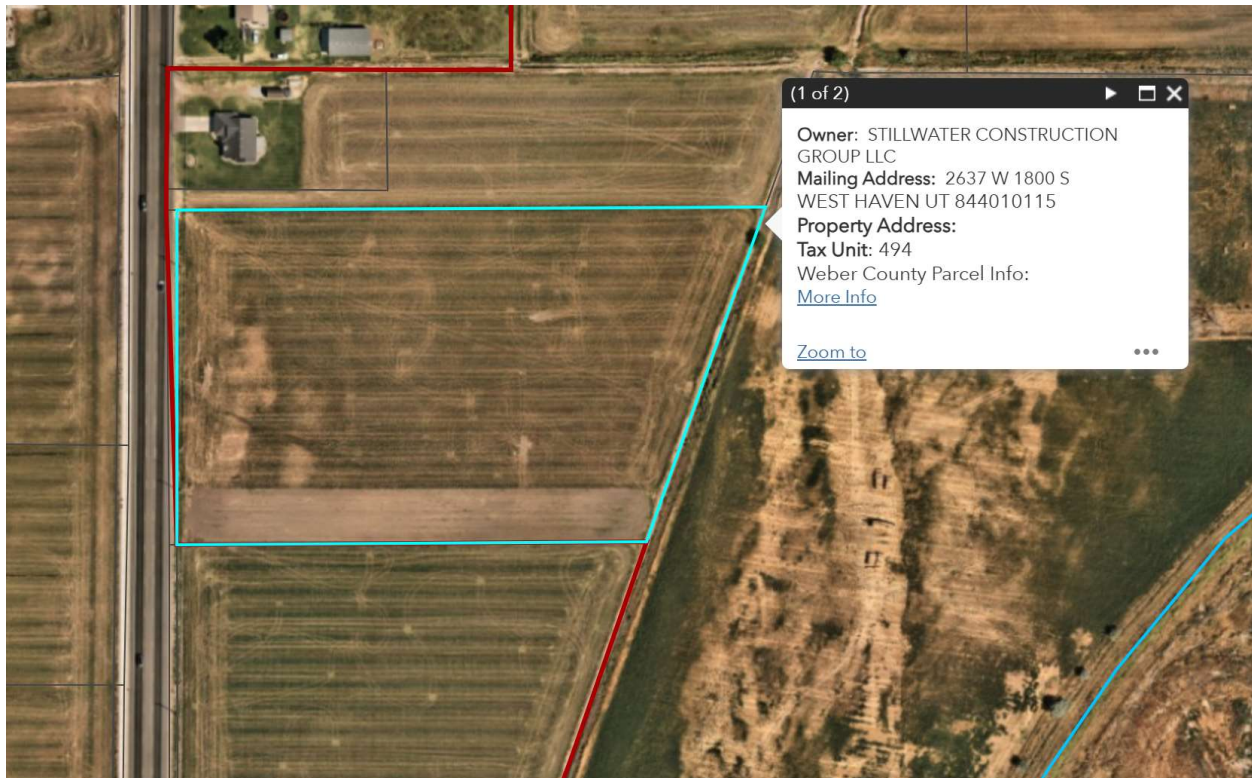 (1 of 2)
Owner: STILLWATER CONSTRUCTION
GROUP LLC
Mailing Address: 2637 W 1800 S
WEST HAVEN UT 844010115
Property Address:
Tax Unit: 494
Weber County Parcel Info:
More Info
Zoom to